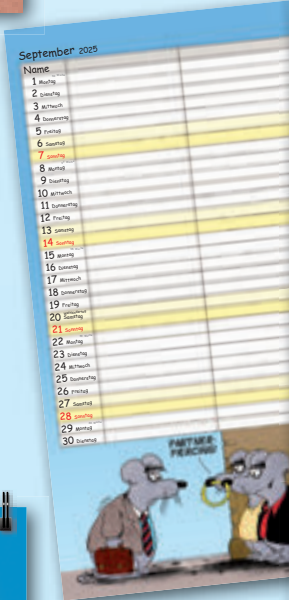 September 2025
Name
1 Montag
2 Dienstag
3 Mittwoch
4 Donnerstag
5 Freitag
6 Samstag
7 Sonntag
8 Montag
9 Dienstag
10 Mittwoch
11 Donnerstag
12 Freitag
13 Samstag
14 Sonntag
15 Montag
16 Dienstag
17 Mittwoch
18 Donnerstag
19 Freitag
20 Samstag
21 Sonntag
22 Montag
23 Dienstag
24 Mittwoch
25 Donnerstag
26 Freitag
27 Samstag
28 Sonntag
29 Montag
30 Dienstag
PARTNER-
PIERCING!